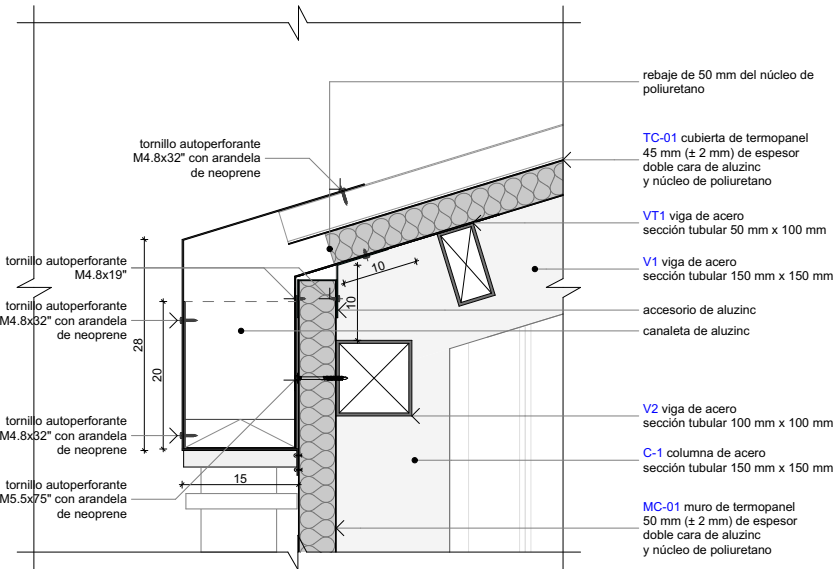 rebaje de 50 mm del núcleo de
poliuretano
tornillo autoperforante
M4.8x32" con arandela
de neoprene
TC-01 cubierta de termopanel
45 mm (± 2 mm) de espesor
doble cara de aluzinc
y núcleo de poliuretano
VT1 viga de acero
sección tubular 50 mm x 100 mm
tornillo autoperforante
M4.8x19"
V1 viga de acero
sección tubular 150 mm x 150 mm
10
10
tornillo autoperforante
M4.8x32" con arandela
de neoprene
accesorio de aluzinc
canaleta de aluzinc
28
20
V2 viga de acero
sección tubular 100 mm x 100 mm
tornillo autoperforante
M4.8x32" con arandela
de neoprene
C-1 columna de acero
sección tubular 150 mm x 150 mm
15
tornillo autoperforante
M5.5x75" con arandela
de neoprene
MC-01 muro de termopanel
50 mm (± 2 mm) de espesor
doble cara de aluzinc
y núcleo de poliuretano